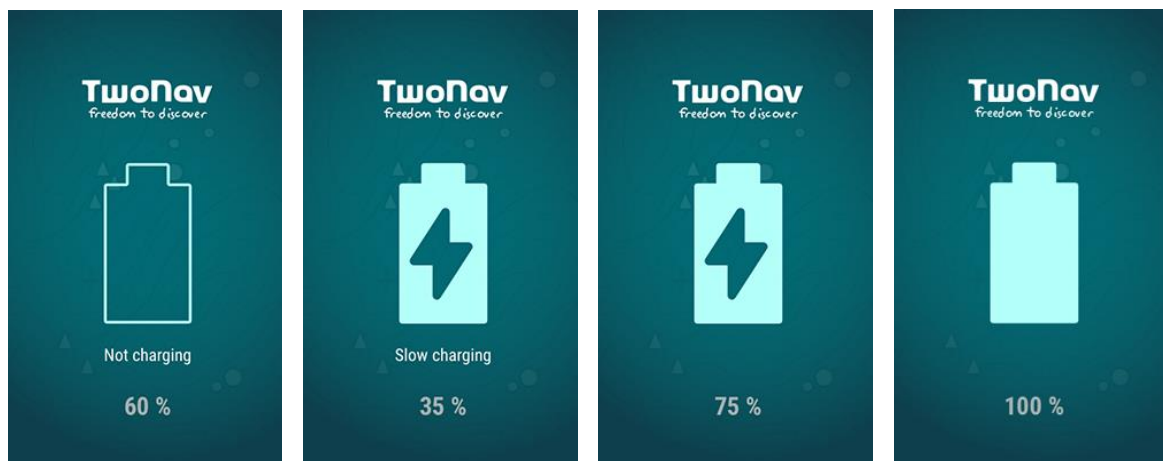 TwoNav
freedom to discover
Not charging
60 %
TwoNav
freedom to discover
Slow charging
35 %
TwoNav
freedom to discover
75 %
TwoNav
freedom to discover
100 %